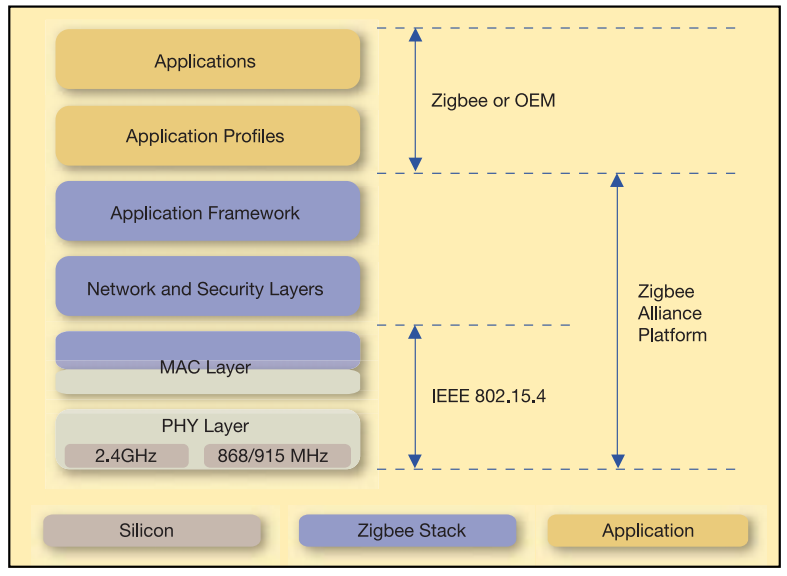 Applications
Zigbee or OEM
Application Profiles
Application Framework
Network and Security Layers
Zigbee
Alliance
Platform
MAC Layer
IEEE 802.15.4
PHY Layer
2.4GHz
868/915 MHz
Silicon
Zigbee Stack
Application